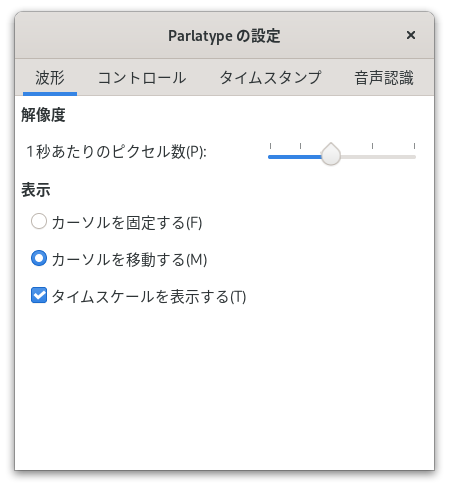 Parlatype の設定
波形 コントロール タイムスタンプ 音声認識
解像度
1秒あたりのピクセル数(P):
表示
カーソルを固定する(F)
カーソルを移動する(M)
タイムスケールを表示する(T)